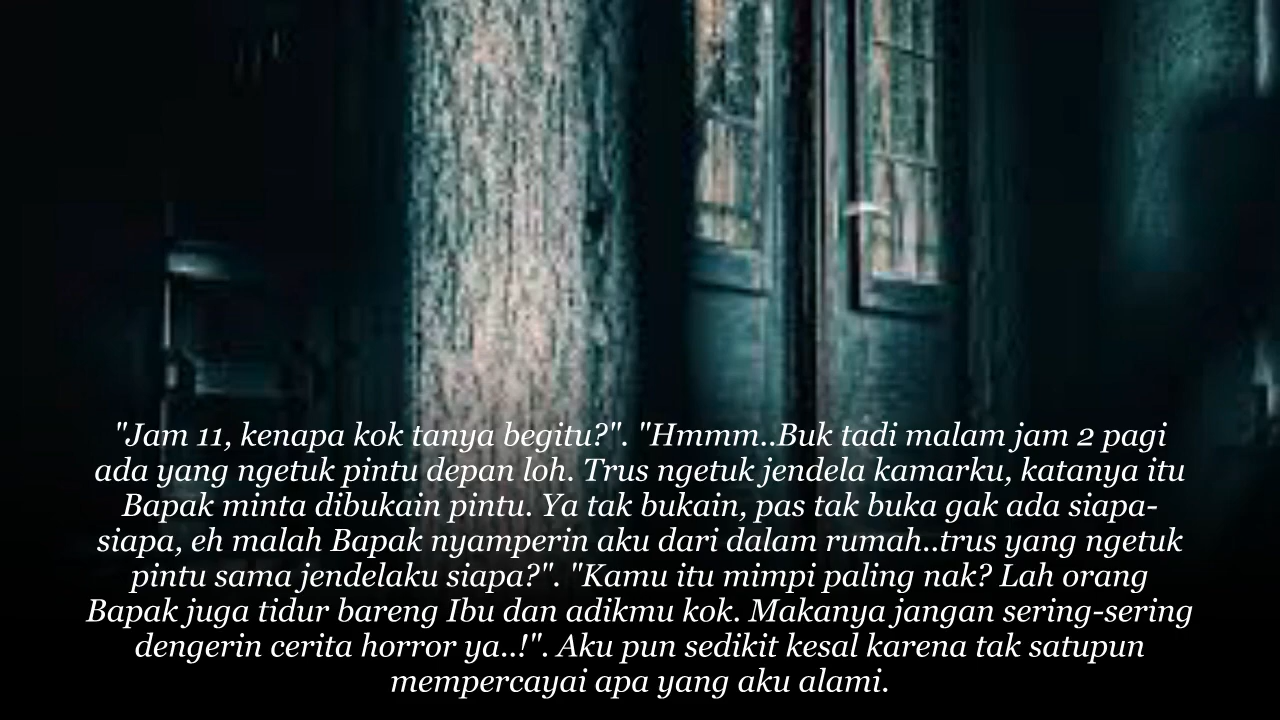 "Jam 11, kenapa kok tanya begitu?". "Hmmm..Buk tadi malam jam 2 pagi
ada yang ngetuk pintu depan loh. Trus ngetuk jendela kamarku, katanya itu
Bapak minta dibukain pintu. Ya tak bukain, pas tak buka gak ada siapa-
siapa, eh malah Bapak nyamperin aku dari dalam rumah..trus yang ngetuk
pintu sama jendelaku siapa?". "Kamu itu mimpi paling nak? Lah orang
Bapak juga tidur bareng Ibu dan adikmu kok. Makanya jangan sering-sering
dengerin cerita horror ya..!". Aku pun sedikit kesal karena tak satupun
mempercayai apa yang aku alami.